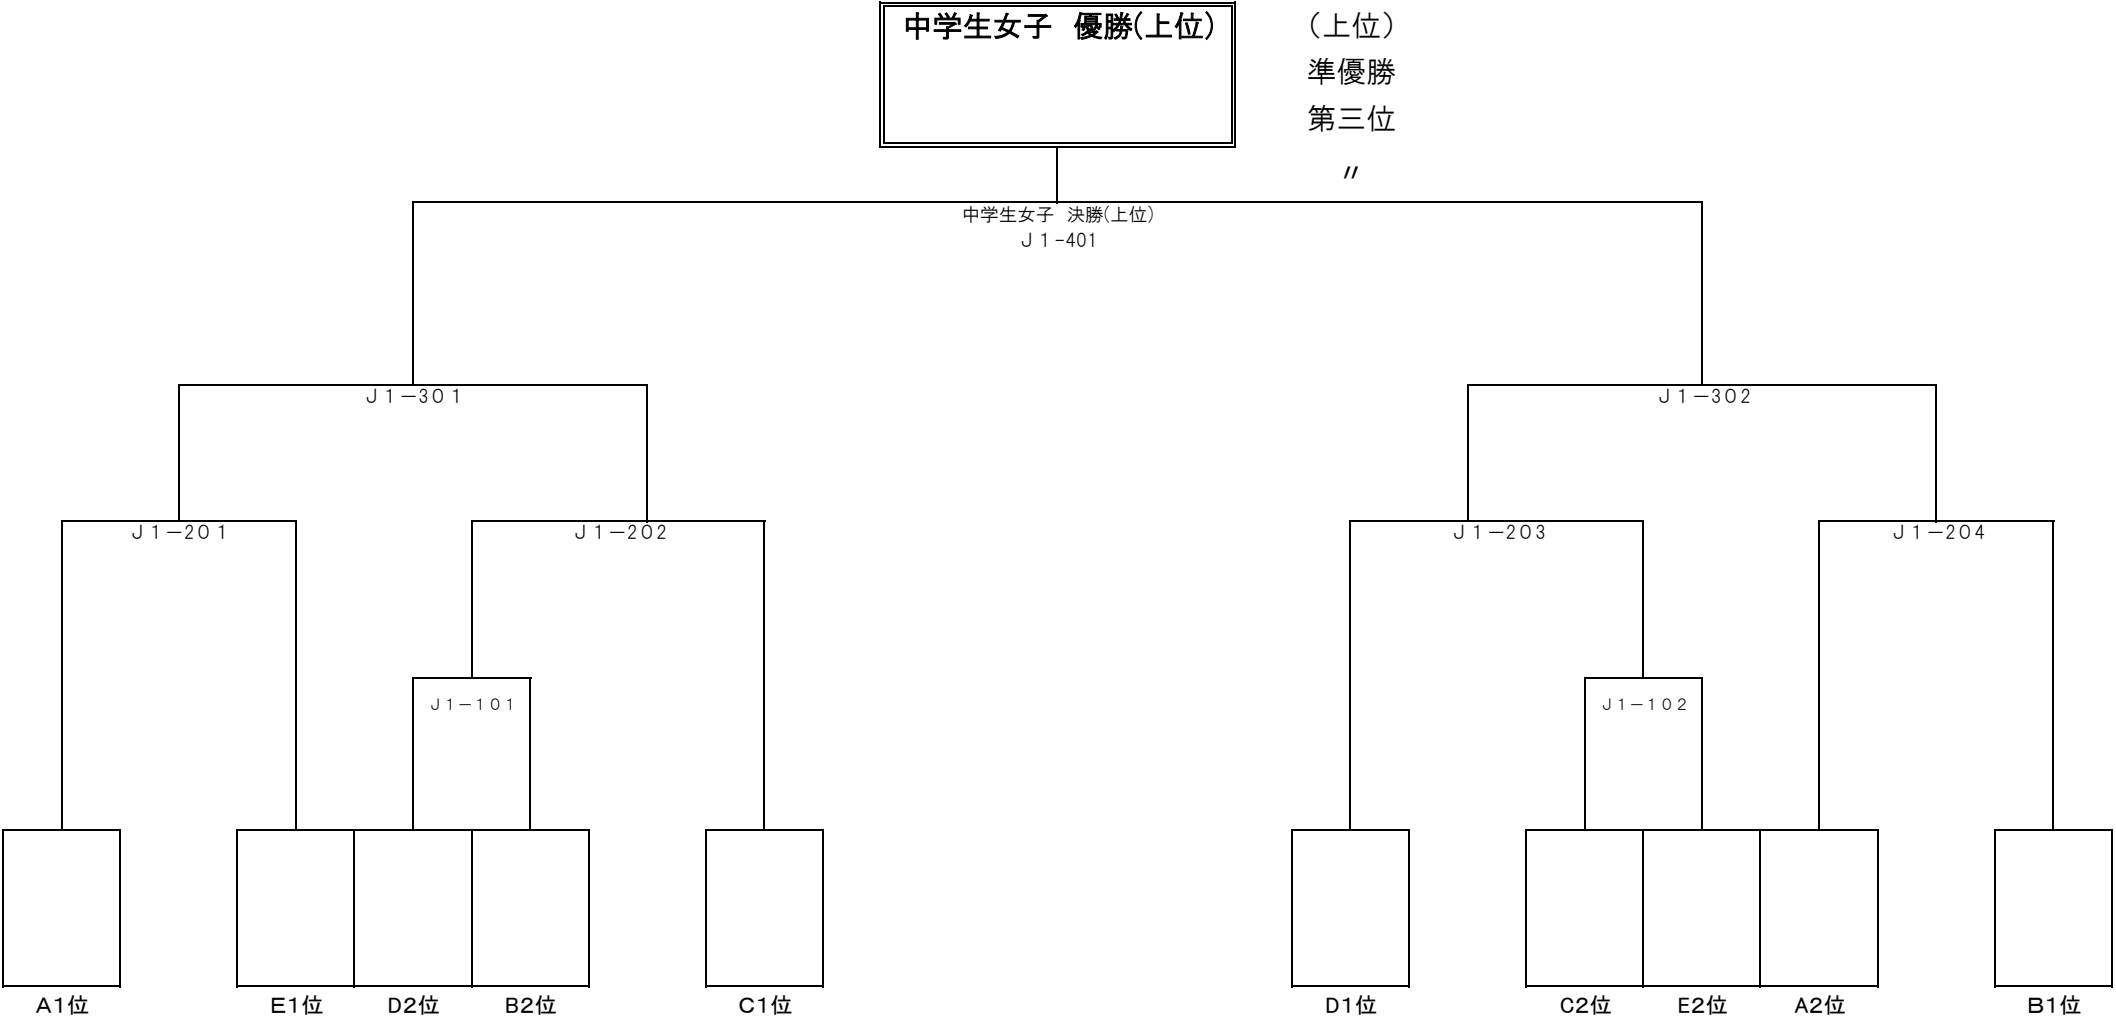 中学生女子　優勝(上位)
（上位）
準優勝
第三位
〃
中学生女子　決勝(上位)
Ｊ１-401
Ｊ１－３０１
Ｊ１－３０２
Ｊ１－２０１
Ｊ１－２０２
Ｊ１－２０３
Ｊ１－２０４
Ｊ１－１０１
Ｊ１－１０２
A1位
E1位
D2位
B2位
C1位
D1位
C2位
E2位
A2位
B1位